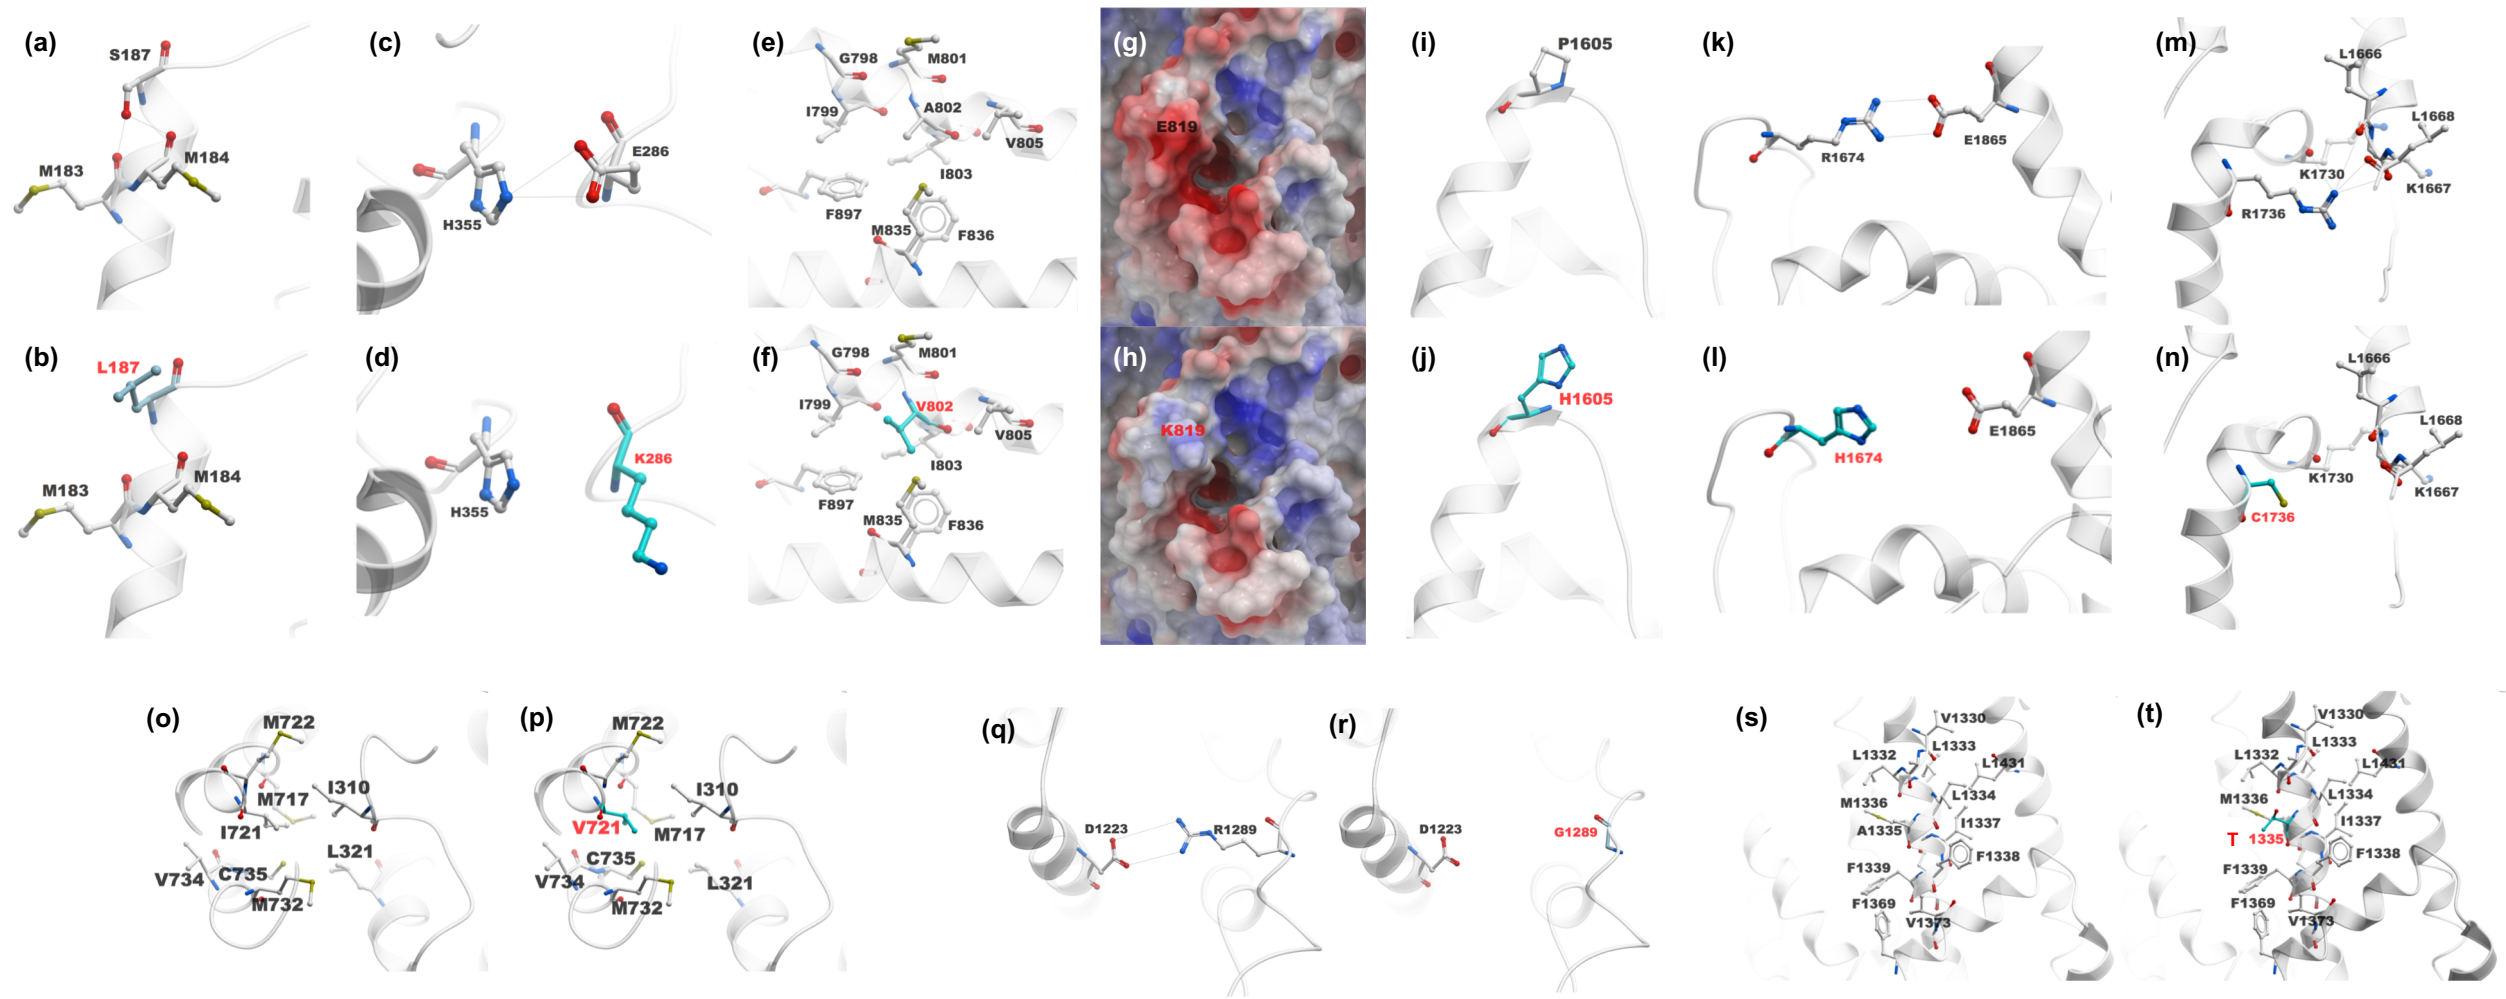 (a)
S187
M183
M184
(b)
L187
M183
M184
(c)
E286
H355
(d)
K286
H355
(e)
G798
M801
I799
A802
V805
I803
F897
M835
F836
(f)
G798
M801
I799
V802
V805
I803
F897
M835
F836
(g)
E819
(h)
K819
(i)
P1605
(j)
H1605
(k)
R1674
E1865
(l)
E1865
H1674
(m)
L1666
L1668
K1730
K1667
R1736
(n)
L1666
L1668
K1730
K1667
C1736
(o)
M722
I310
M717
I721
L321
V734
C735
M732
(p)
M722
I310
V721
M717
C735
V734
L321
M732
(q)
D1223
R1289
(r)
D1223
G1289
(s)
V1330
L1332
L1333
L1431
L1334
M1336
I1337
A1335
F1338
F1339
F1369
V1373
(t)
V1330
L1332
L1333
L1431
L1334
M1336
I1337
T 1335
F1338
F1339
F1369
V1373